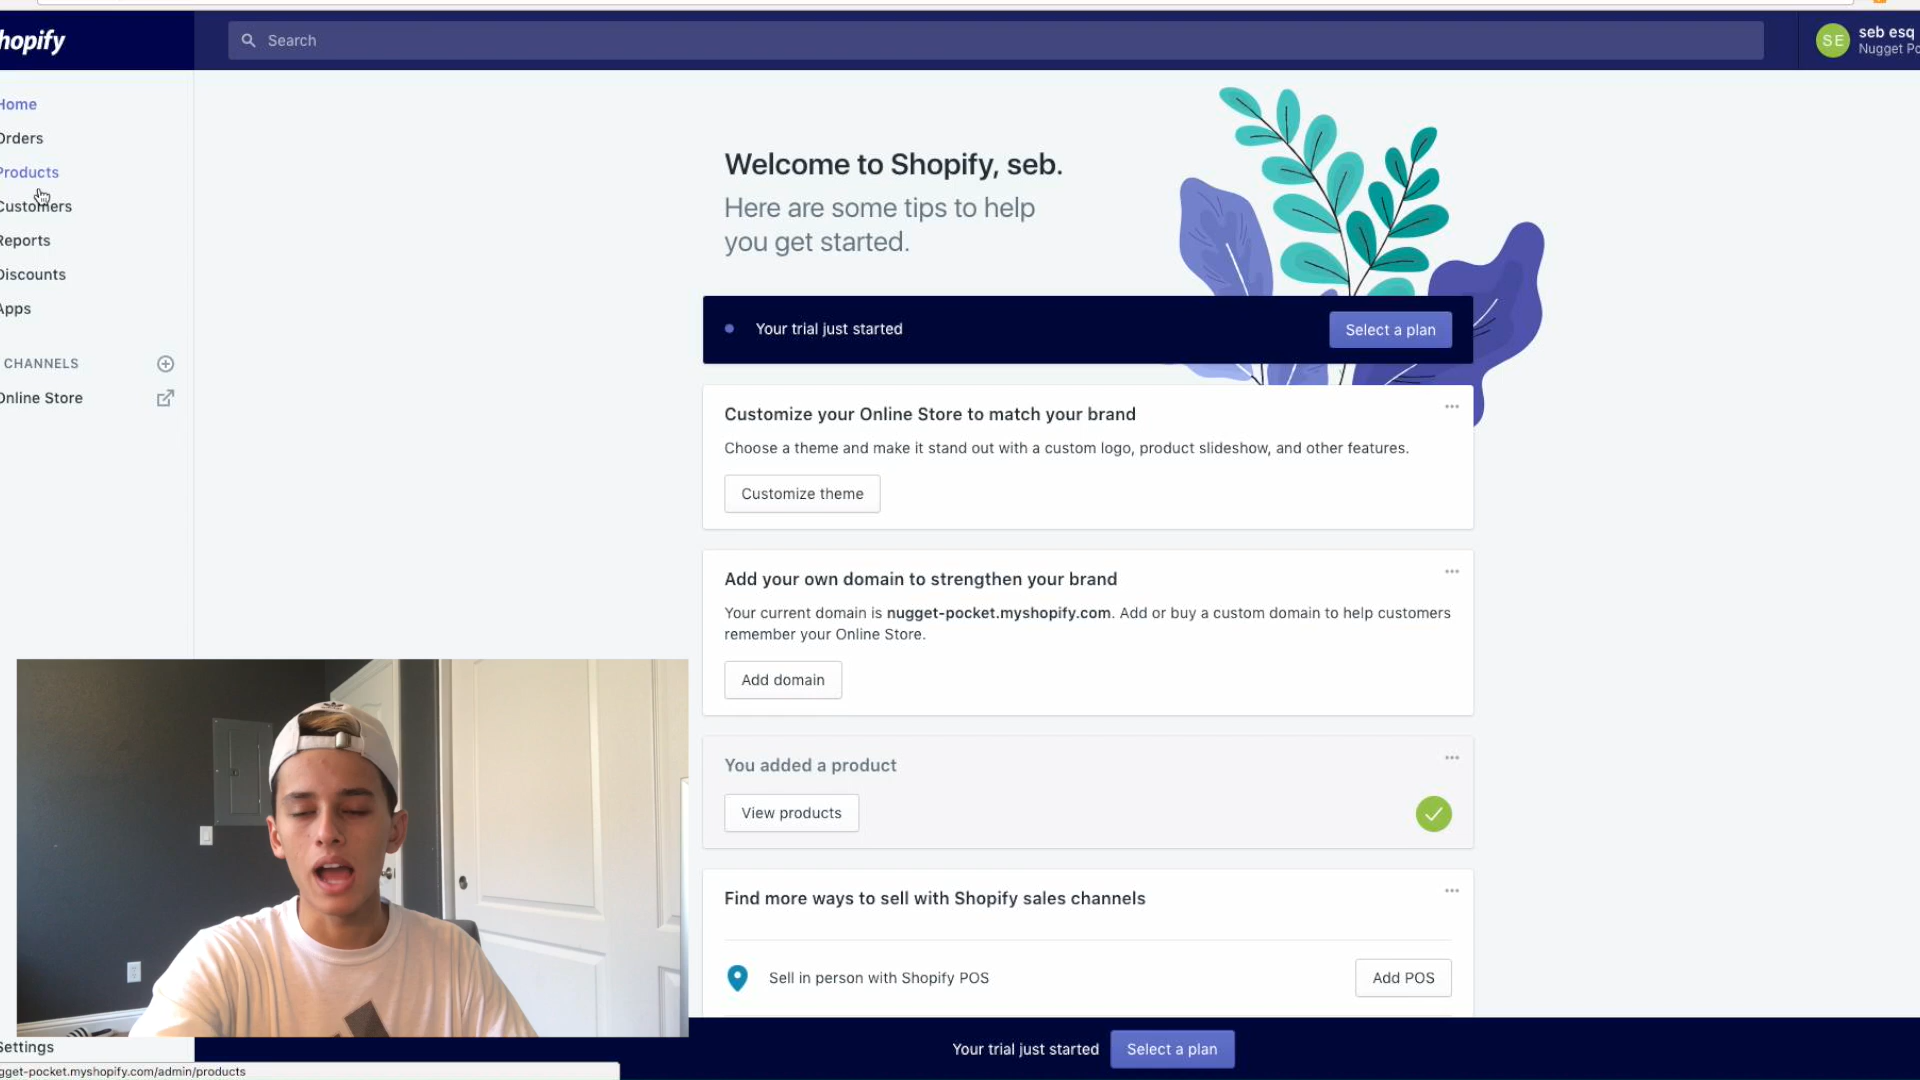 hopify
Search
SE
seb esq
Nugget Po
Home
Orders
Products
Customers
Reports
Discounts
Apps
CHANNELS
Online Store
Settings
Welcome to Shopify, seb.
Here are some tips to help
you get started.
Your trial just started
Select a plan
Customize your Online Store to match your brand
Choose a theme and make it stand out with a custom logo, product slideshow, and other features.
Customize theme
Add your own domain to strengthen your brand
Your current domain is nugget-pocket.myshopify.com. Add or buy a custom domain to help customers
remember your Online Store.
Add domain
You added a product
View products
Find more ways to sell with Shopify sales channels
Sell in person with Shopify POS
Add POS
Your trial just started
Select a plan
gget-pocket.myshopify.com/admin/products